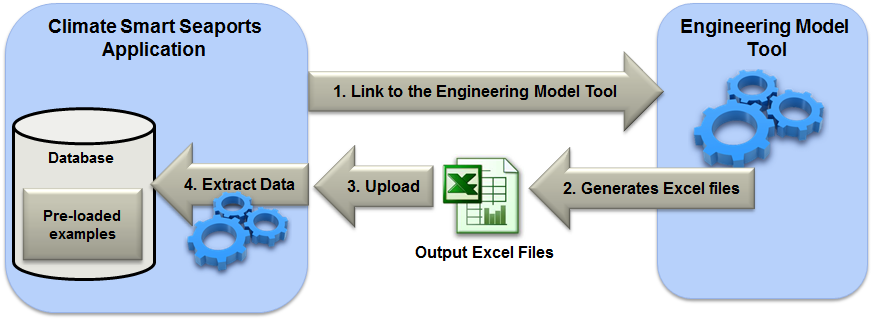 Climate Smart Seaports
Application
Engineering Model
Tool
1. Link to the Engineering Model Tool
Database
Pre-loaded
examples
4. Extract Data
3. Upload
2. Generates Excel files
Output Excel Files